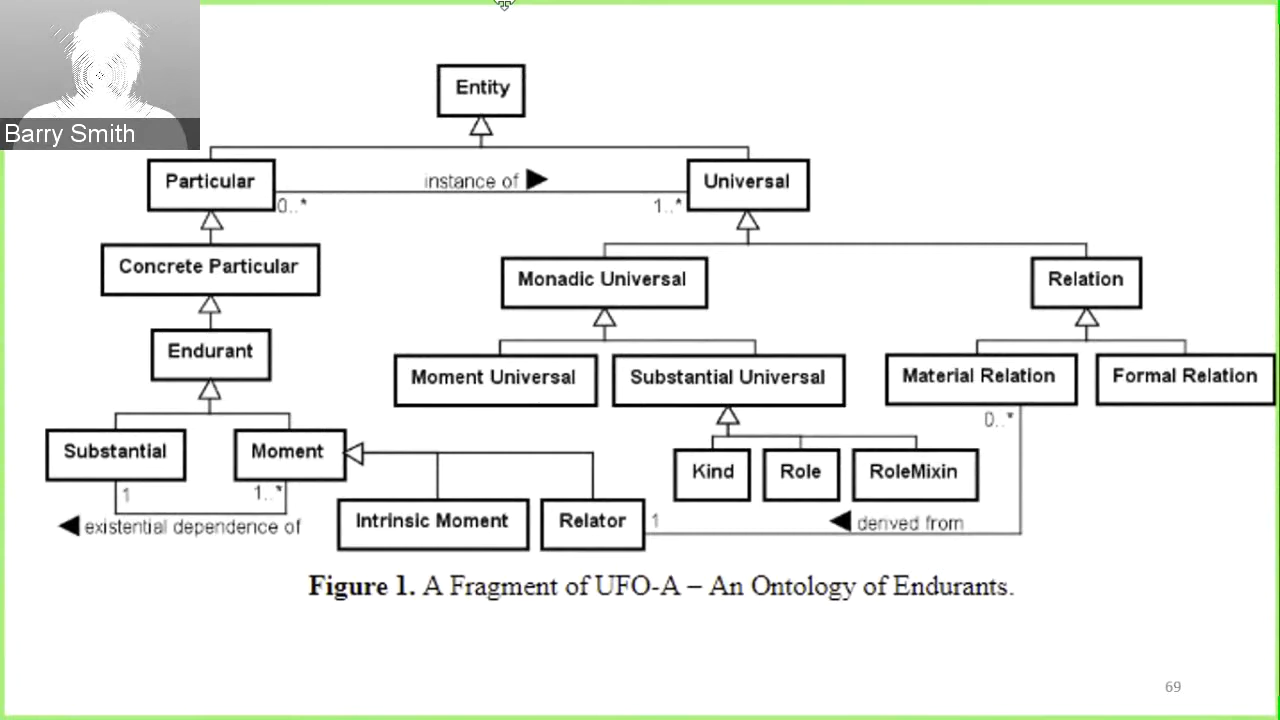 Barry Smith
Entity
Particular
instance of
Universal
0..*
1..*
Concrete Particular
Monadic Universal
Relation
Endurant
Moment Universal
Substantial Universal
Material Relation
Formal Relation
0..*
Substantial
Moment
Kind
Role
RoleMixin
1
1..*
existential dependence of
Intrinsic Moment
Relator
1
derived from
Figure 1. A Fragment of UFO-A – An Ontology of Endurants.
69